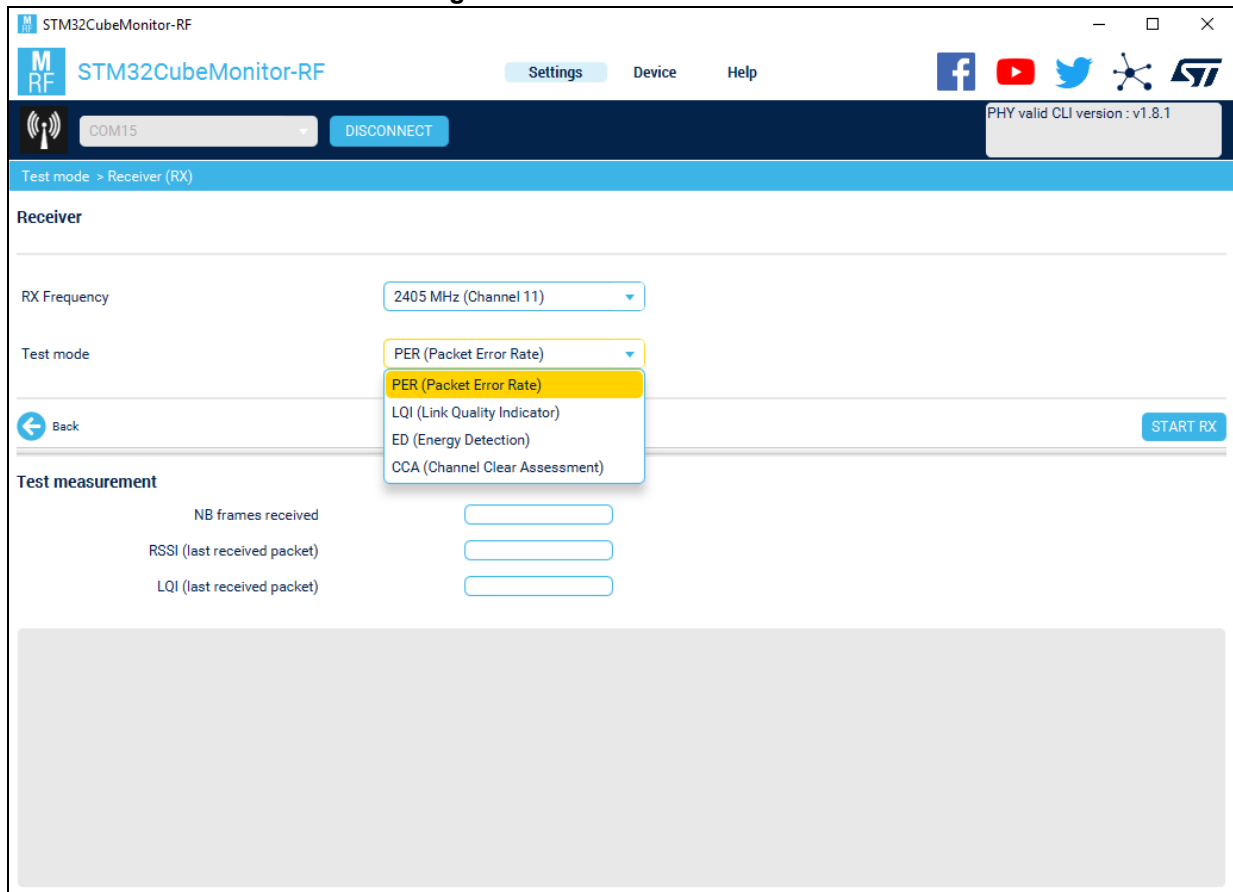 STM32CubeMonitor-RF
M
RF
STM32CubeMonitor-RF
Settings
Device
Help
COM15
DISCONNECT
PHY valid CLI version : v1.8.1
Test mode > Receiver (RX)
Receiver
RX Frequency
2405 MHz (Channel 11)
Test mode
PER (Packet Error Rate)
PER (Packet Error Rate)
LQI (Link Quality Indicator)
ED (Energy Detection)
CCA (Channel Clear Assessment)
Back
START RX
Test measurement
NB frames received
RSSI (last received packet)
LQI (last received packet)